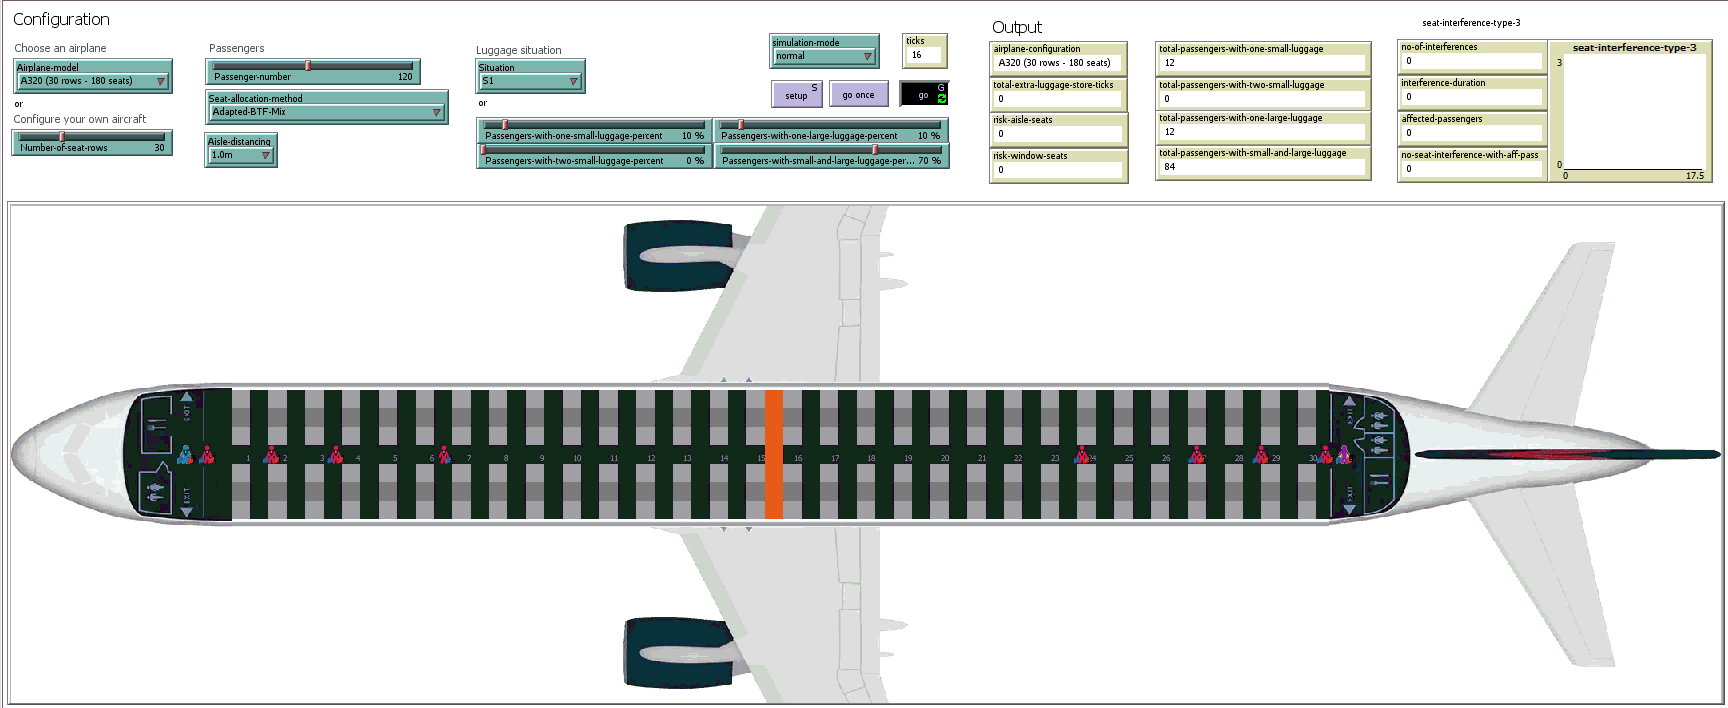 Configuration
Choose an airplane
Airplane-model
A320 (30 rows - 180 seats)
or
Configure your own aircraft
Number-of-seat-rows 30
Passengers
Passenger-number 120
Seat-allocation-method
Adapted-BTF-Mix
Aisle-distancing
1.0m
Luggage situation
Situation
S1
or
Passengers-with-one-small-luggage-percent 10 %
Passengers-with-one-large-luggage-percent 10 %
Passengers-with-two-small-luggage-percent 0 %
Passengers-with-small-and-large-luggage-per... 70 %
simulation-mode
normal
ticks
16
setup S
go once
go G
Output
airplane-configuration
A320 (30 rows - 180 seats)
total-extra-luggage-store-ticks
0
risk-aisle-seats
0
risk-window-seats
0
total-passengers-with-one-small-luggage
12
total-passengers-with-two-small-luggage
0
total-passengers-with-one-large-luggage
12
total-passengers-with-small-and-large-luggage
84
seat-interference-type-3
no-of-interferences
0
interference-duration
0
affected-passengers
0
no-seat-interference-with-aff-pass
0
seat-interference-type-3
3
0
0 17.5
EXIT EXIT
1 2 3 4 5 6 7 8 9 10 11 12 13 14 15 16 17 18 19 20 21 22 23 24 25 26 27 28 29 30
EXIT EXIT